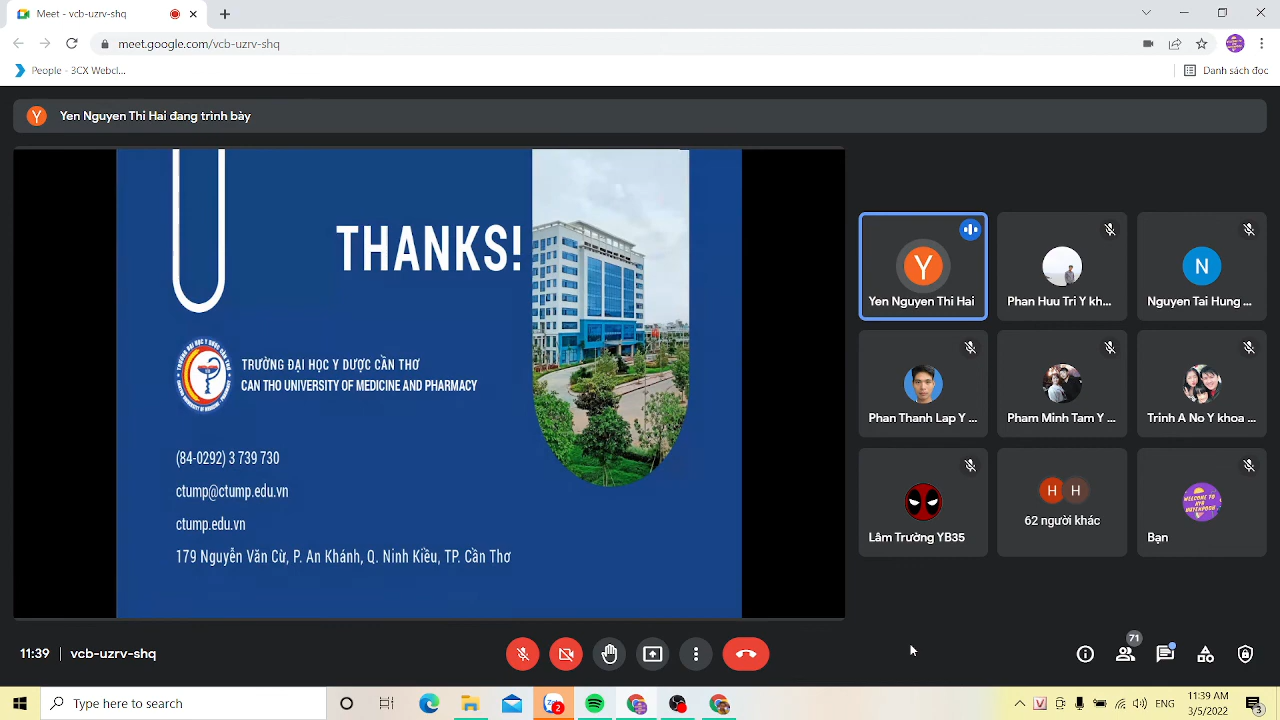 Meet - vcb-uzrv-shq
meet.google.com/vcb-uzrv-shq
People - 3CX Webcl...
Danh sách đọc
Y
Yen Nguyen Thi Hai đang trình bày
THANKS!
TRƯỜNG ĐẠI HỌC Y DƯỢC CẦN THƠ
CAN THO UNIVERSITY OF MEDICINE AND PHARMACY
(84-0292) 3 739 730
ctump@ctump.edu.vn
ctump.edu.vn
179 Nguyễn Văn Cừ, P. An Khánh, Q. Ninh Kiều, TP. Cần Thơ
Y
Yen Nguyen Thi Hai
Phan Huu Tri Y kh...
N
Nguyen Tai Hung ...
Phan Thanh Lap Y ...
Pham Minh Tam Y ...
Trinh A No Y khoa ...
Lâm Trường YB35
H H
62 người khác
Bạn
11:39 | vcb-uzrv-shq
71
Type here to search
2
11:39 AM
3/5/2022
3